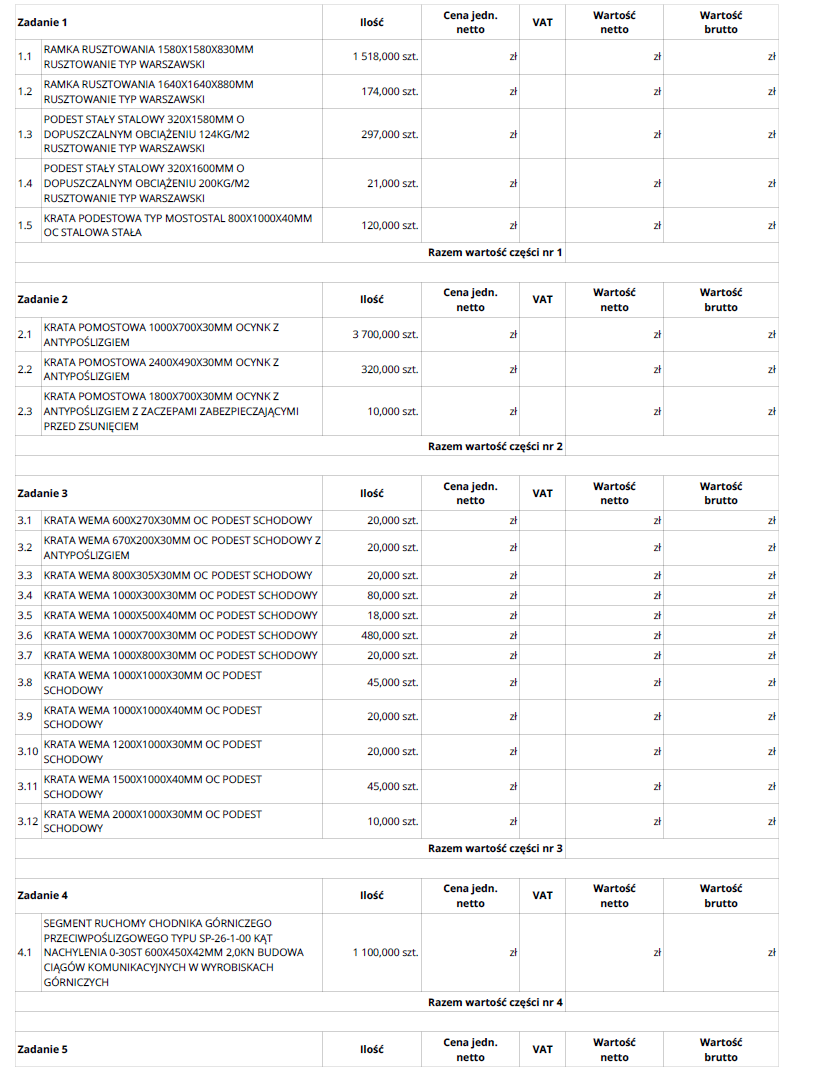 Zadanie 1 Ilość Cena jedn. netto VAT Wartość netto Wartość brutto
1.1 RAMKA RUSZTOWANIA 1580X1580X830MM
RUSZTOWANIE TYP WARSZAWSKI 1 518,000 szt. zł zł zł
1.2 RAMKA RUSZTOWANIA 1640X1640X880MM
RUSZTOWANIE TYP WARSZAWSKI 174,000 szt. zł zł zł
1.3 PODEST STAŁY STALOWY 320X1580MM O
DOPUSZCZALNYM OBCIĄŻENIU 124KG/M2
RUSZTOWANIE TYP WARSZAWSKI 297,000 szt. zł zł zł
1.4 PODEST STAŁY STALOWY 320X1600MM O
DOPUSZCZALNYM OBCIĄŻENIU 200KG/M2
RUSZTOWANIE TYP WARSZAWSKI 21,000 szt. zł zł zł
1.5 KRATA PODESTOWA TYP MOSTOSTAL 800X1000X40MM
OC STALOWA STAŁA 120,000 szt. zł zł zł
Razem wartość części nr 1
Zadanie 2 Ilość Cena jedn. netto VAT Wartość netto Wartość brutto
2.1 KRATA POMOSTOWA 1000X700X30MM OCYNK Z
ANTYPOŚLIZGIEM 3 700,000 szt. zł zł zł
2.2 KRATA POMOSTOWA 2400X490X30MM OCYNK Z
ANTYPOŚLIZGIEM 320,000 szt. zł zł zł
2.3 KRATA POMOSTOWA 1800X700X30MM OCYNK Z
ANTYPOŚLIZGIEM Z ZACZEPAMI ZABEZPIECZAJĄCYMI
PRZED ZSUNIĘCIEM 10,000 szt. zł zł zł
Razem wartość części nr 2
Zadanie 3 Ilość Cena jedn. netto VAT Wartość netto Wartość brutto
3.1 KRATA WEMA 600X270X30MM OC PODEST SCHODOWY 20,000 szt. zł zł zł
3.2 KRATA WEMA 670X200X30MM OC PODEST SCHODOWY Z
ANTYPOŚLIZGIEM 20,000 szt. zł zł zł
3.3 KRATA WEMA 800X305X30MM OC PODEST SCHODOWY 20,000 szt. zł zł zł
3.4 KRATA WEMA 1000X300X30MM OC PODEST SCHODOWY 80,000 szt. zł zł zł
3.5 KRATA WEMA 1000X500X40MM OC PODEST SCHODOWY 18,000 szt. zł zł zł
3.6 KRATA WEMA 1000X700X30MM OC PODEST SCHODOWY 480,000 szt. zł zł zł
3.7 KRATA WEMA 1000X800X30MM OC PODEST SCHODOWY 20,000 szt. zł zł zł
3.8 KRATA WEMA 1000X1000X30MM OC PODEST
SCHODOWY 45,000 szt. zł zł zł
3.9 KRATA WEMA 1000X1000X40MM OC PODEST
SCHODOWY 20,000 szt. zł zł zł
3.10 KRATA WEMA 1200X1000X30MM OC PODEST
SCHODOWY 20,000 szt. zł zł zł
3.11 KRATA WEMA 1500X1000X40MM OC PODEST
SCHODOWY 45,000 szt. zł zł zł
3.12 KRATA WEMA 2000X1000X30MM OC PODEST
SCHODOWY 10,000 szt. zł zł zł
Razem wartość części nr 3
Zadanie 4 Ilość Cena jedn. netto VAT Wartość netto Wartość brutto
4.1 SEGMENT RUCHOMY CHODNIKA GÓRNICZEGO
PRZECIWPOŚLIZGOWEGO TYPU SP-26-1-00 KĄT
NACHYLENIA 0-30ST 600X450X42MM 2,0KN BUDOWA
CIĄGÓW KOMUNIKACYJNYCH W WYROBISKACH
GÓRNICZYCH 1 100,000 szt. zł zł zł
Razem wartość części nr 4
Zadanie 5 Ilość Cena jedn. netto VAT Wartość netto Wartość brutto